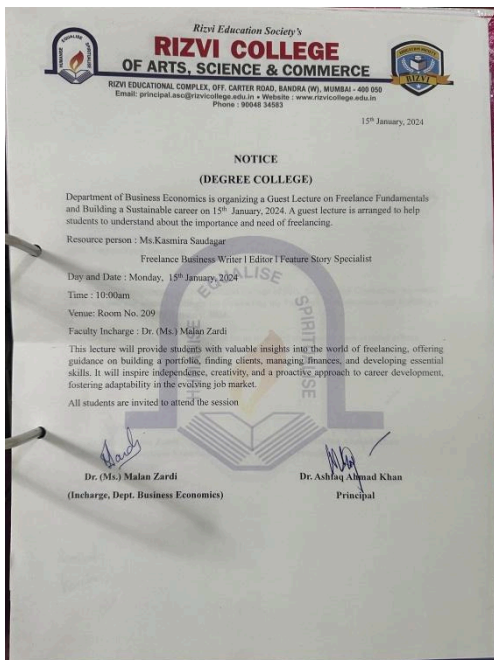 Rizvi Education Society's
RIZVI COLLEGE
OF ARTS, SCIENCE & COMMERCE
RIZVI EDUCATIONAL COMPLEX, OFF. CARTER ROAD, BANDRA (W), MUMBAI - 400 050
Email: principal.asc@rizvicollege.edu.in • Website : www.rizvicollege.edu.in
Phone : 90048 34583
HUMANISE EQUALISE SPIRITUALISE
RIZVI
15th January, 2024
NOTICE
(DEGREE COLLEGE)
Department of Business Economics is organizing a Guest Lecture on Freelance Fundamentals
and Building a Sustainable career on 15th January, 2024. A guest lecture is arranged to help
students to understand about the importance and need of freelancing.
Resource person : Ms.Kasmira Saudagar
Freelance Business Writer l Editor l Feature Story Specialist
Day and Date : Monday, 15th January, 2024
Time : 10:00am
Venue: Room No. 209
Faculty Incharge : Dr. (Ms.) Malan Zardi
This lecture will provide students with valuable insights into the world of freelancing, offering
guidance on building a portfolio, finding clients, managing finances, and developing essential
skills. It will inspire independence, creativity, and a proactive approach to career development,
fostering adaptability in the evolving job market.
All students are invited to attend the session
HUMANISE EQUALISE SPIRITUALISE
Dr. (Ms.) Malan Zardi
Dr. Ashfaq Ahmad Khan
(Incharge, Dept. Business Economics)
Principal